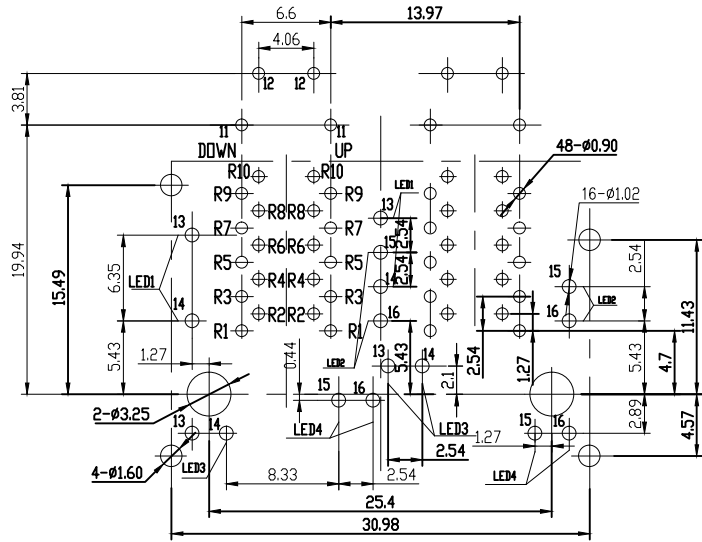 6.6
13.97
4.06
12
12
3.81
11
11
DOWN
UP
48-ø0.90
R10
R10
LED1
16-ø1.02
R9
R9
R8
R8
13
13
R7
R7
2.54
R6
R6
15
19.94
15.49
6.35
LED1
R5
R5
2.54
R4
R4
14
15
2.54
11.43
R3
R3
LED2
14
R2
R2
16
16
R1
R1
LED2
5.43
1.27
0.44
5.43
2.54
1.27
5.43
4.7
13
14
2.1
2-ø3.25
15
16
2.89
4.57
13
14
LED4
LED3
15
16
LED3
2.54
1.27
LED4
4-ø1.60
8.33
2.54
25.4
30.98